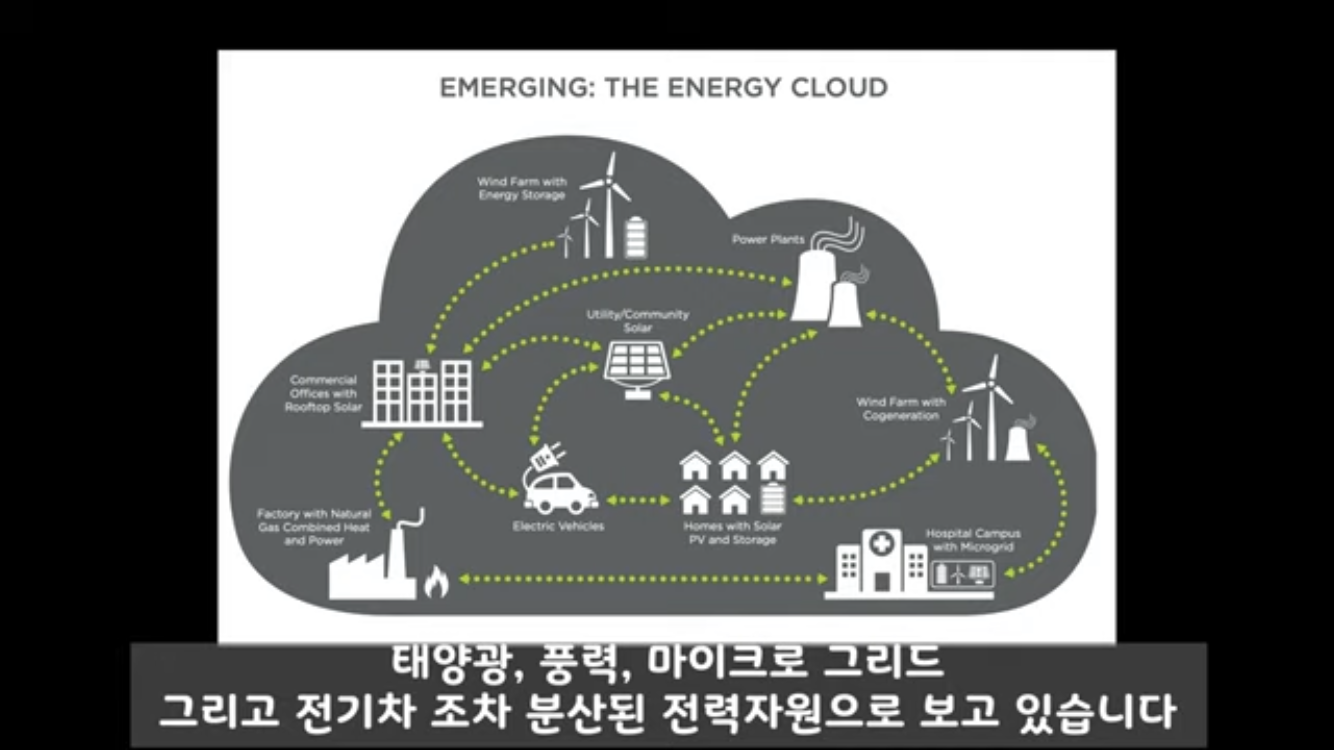 EMERGING: THE ENERGY CLOUD
Wind Farm with
Energy Storage
Power Plants
Utility/Community
Solar
Commercial
Offices with
Rooftop Solar
Wind Farm with
Cogeneration
Factory with Natural
Gas Combined Heat
and Power
Electric Vehicles
Homes with Solar
PV and Storage
Hospital Campus
with Microgrid
태양광, 풍력, 마이크로 그리드
그리고 전기차 조차 분산된 전력자원으로 보고 있습니다